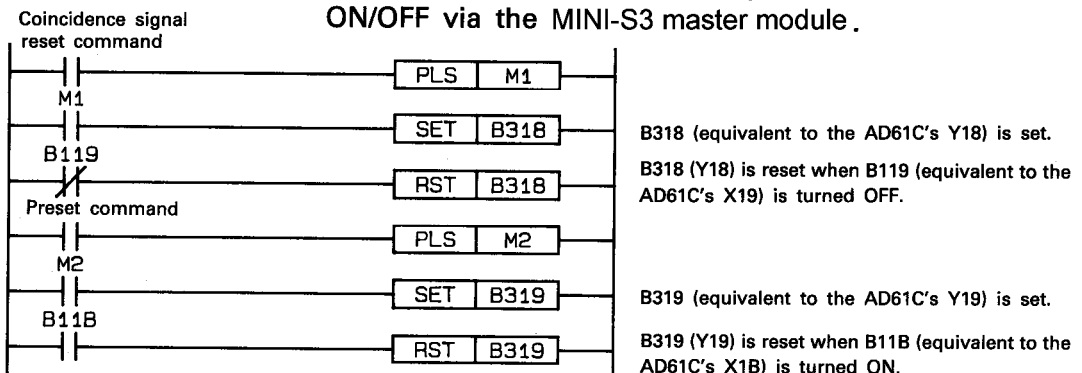 ON/OFF via the MINI-S3 master module.
Coincidence signal
reset command
PLS M1
M1
SET B318
B318 (equivalent to the AD61C's Y18) is set.
B119
RST B318
B318 (Y18) is reset when B119 (equivalent to the
AD61C's X19) is turned OFF.
Preset command
PLS M2
M2
SET B319
B319 (equivalent to the AD61C's Y19) is set.
B11B
RST B319
B319 (Y19) is reset when B11B (equivalent to the
AD61C's X1B) is turned ON.